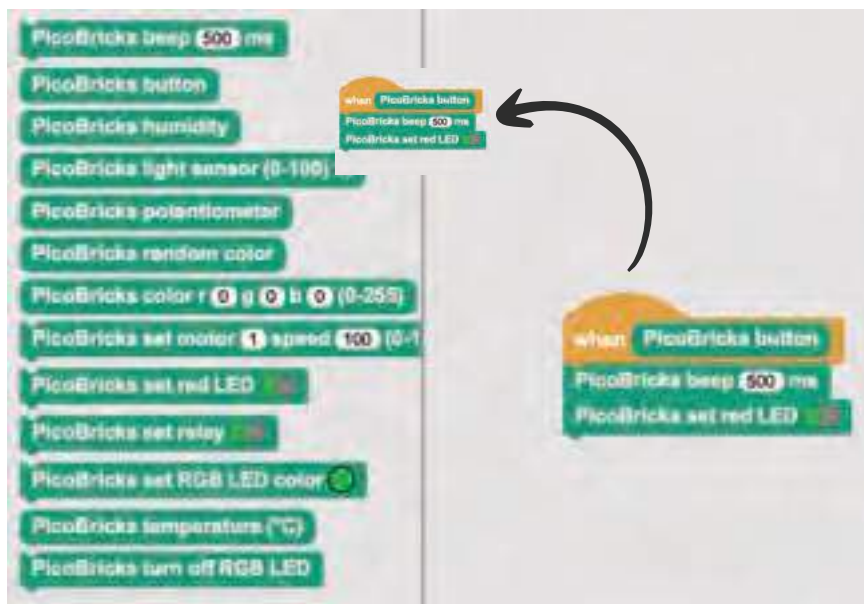 PicoBricks beep 500 ms
PicoBricks button
PicoBricks humidity
PicoBricks light sensor (0-100)
PicoBricks potentiometer
PicoBricks random color
PicoBricks color r 0 g 0 b 0 (0-255)
PicoBricks set motor 1 speed 100 (0-1
PicoBricks set red LED
PicoBricks set relay
PicoBricks set RGB LED color
PicoBricks temperature (°C)
PicoBricks turn off RGB LED
when PicoBricks button
PicoBricks beep 500 ms
PicoBricks set red LED
when PicoBricks button
PicoBricks beep 500 ms
PicoBricks set red LED